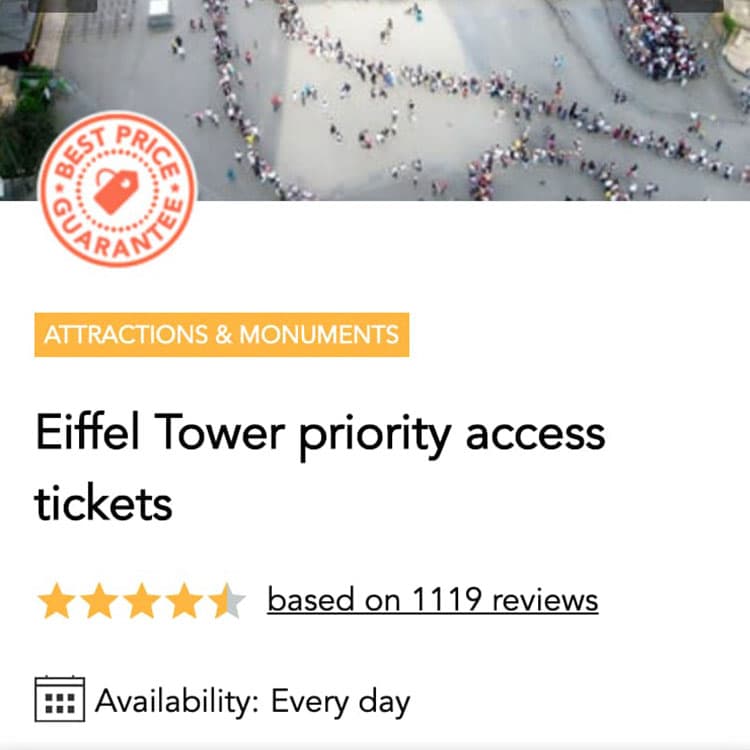 BEST PRICE
GUARANTEE
ATTRACTIONS & MONUMENTS
Eiffel Tower priority access
tickets
based on 1119 reviews
Availability: Every day